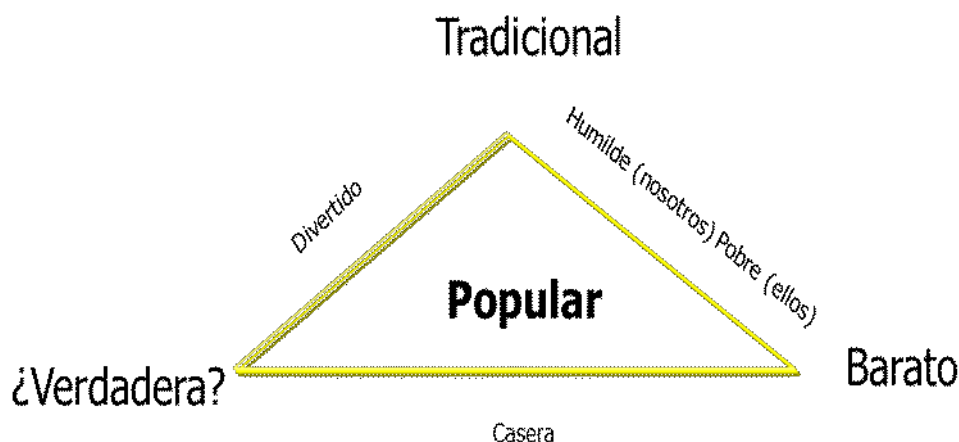 Tradicional
Humilde (nosotros) Pobre (ellos)
Divertido
Popular
¿Verdadera?
Barato
Casera